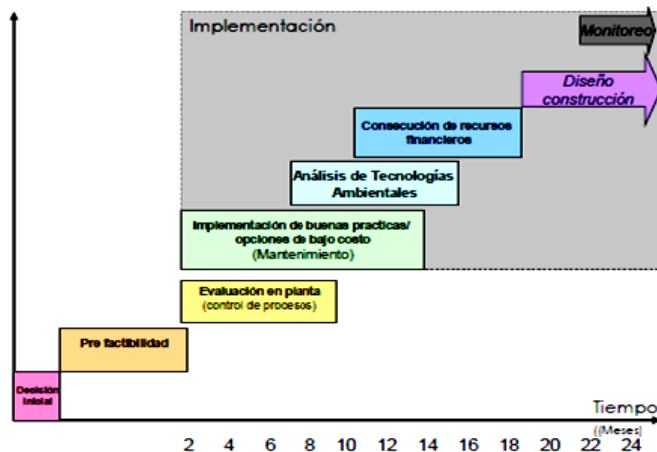 Implementación
Monitoreo
Diseño
construcción
Consecución de recursos
financieros
Análisis de Tecnologías
Ambientales
Implementación de buenas practicas/
opciones de bajo costo
(Mantenimiento)
Evaluación en planta
(control de procesos)
Pre factibilidad
Decisión
Inicial
Tiempo
((Meses)
2 4 6 8 10 12 14 16 18 20 22 24